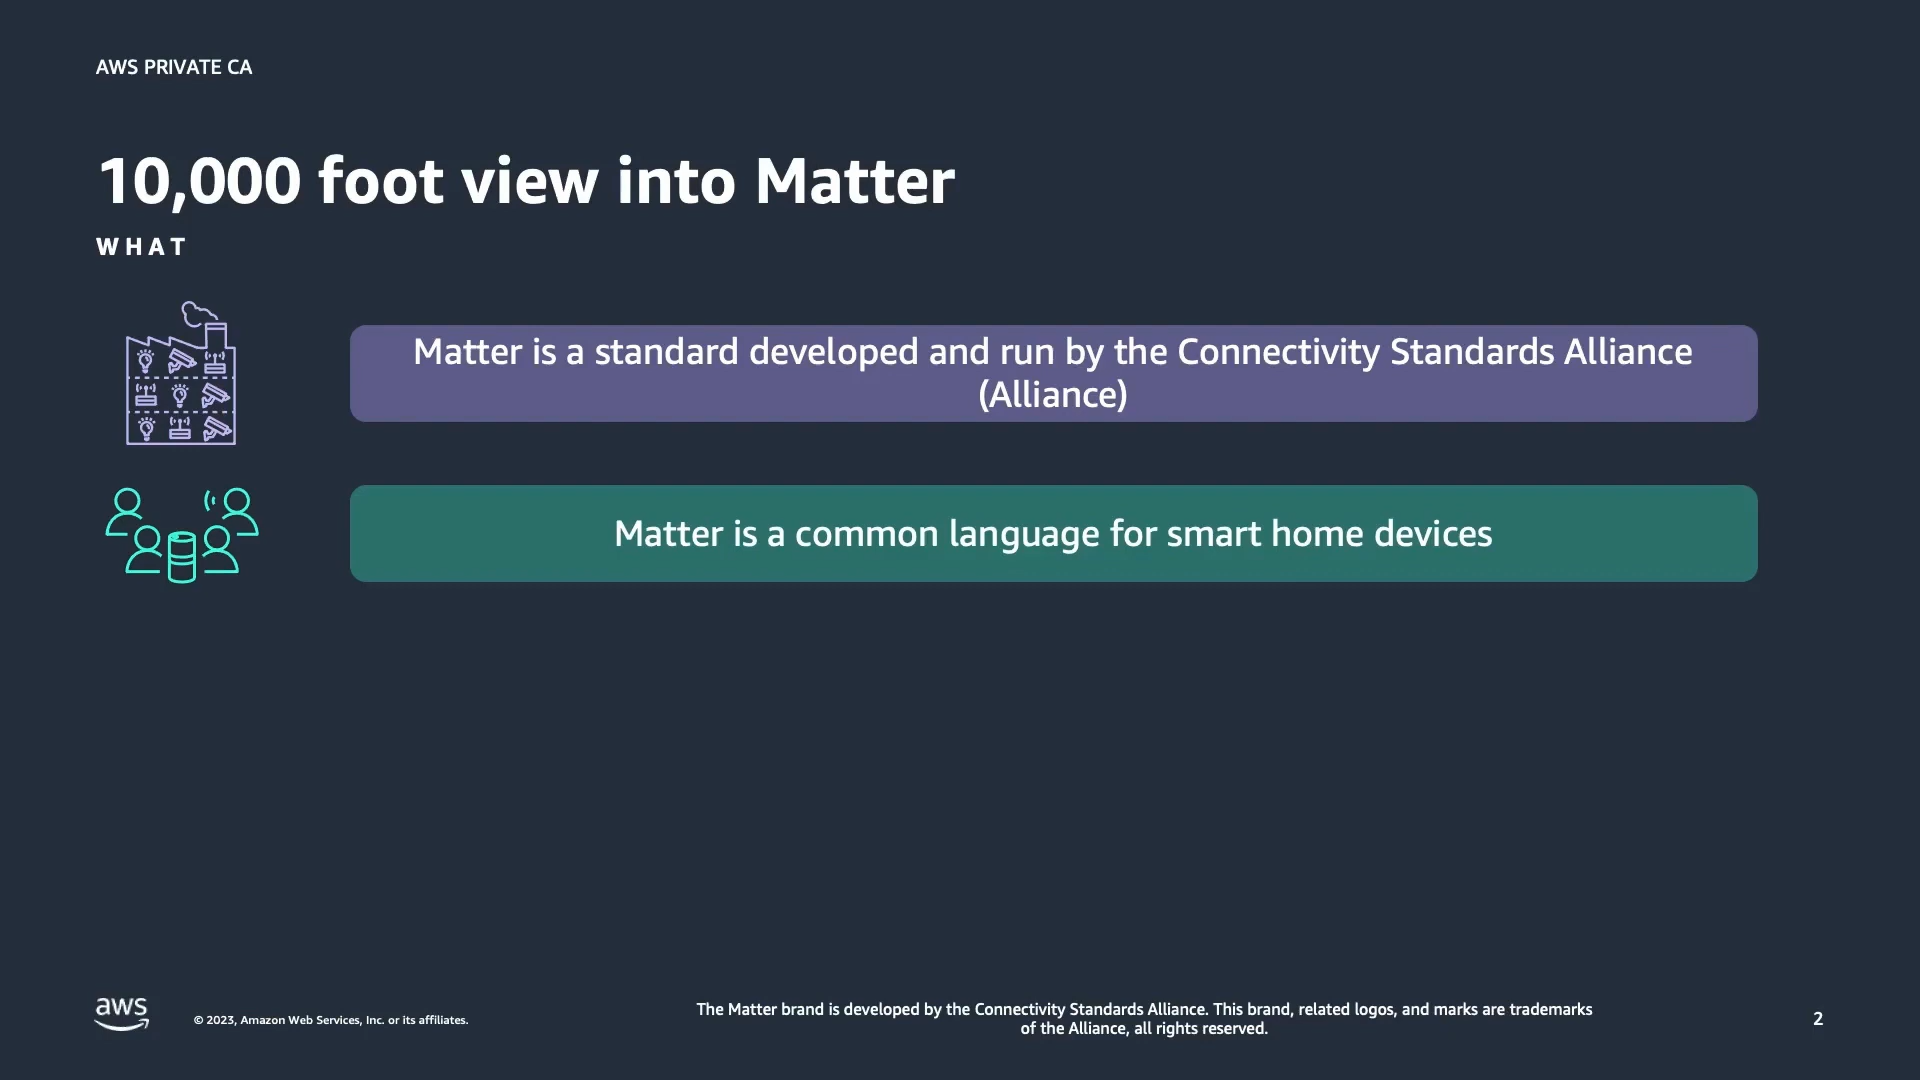 AWS PRIVATE CA
10,000 foot view into Matter
WHAT
Matter is a standard developed and run by the Connectivity Standards Alliance
(Alliance)
Matter is a common language for smart home devices
aws
© 2023, Amazon Web Services, Inc. or its affiliates.
The Matter brand is developed by the Connectivity Standards Alliance. This brand, related logos, and marks are trademarks
of the Alliance, all rights reserved.
2